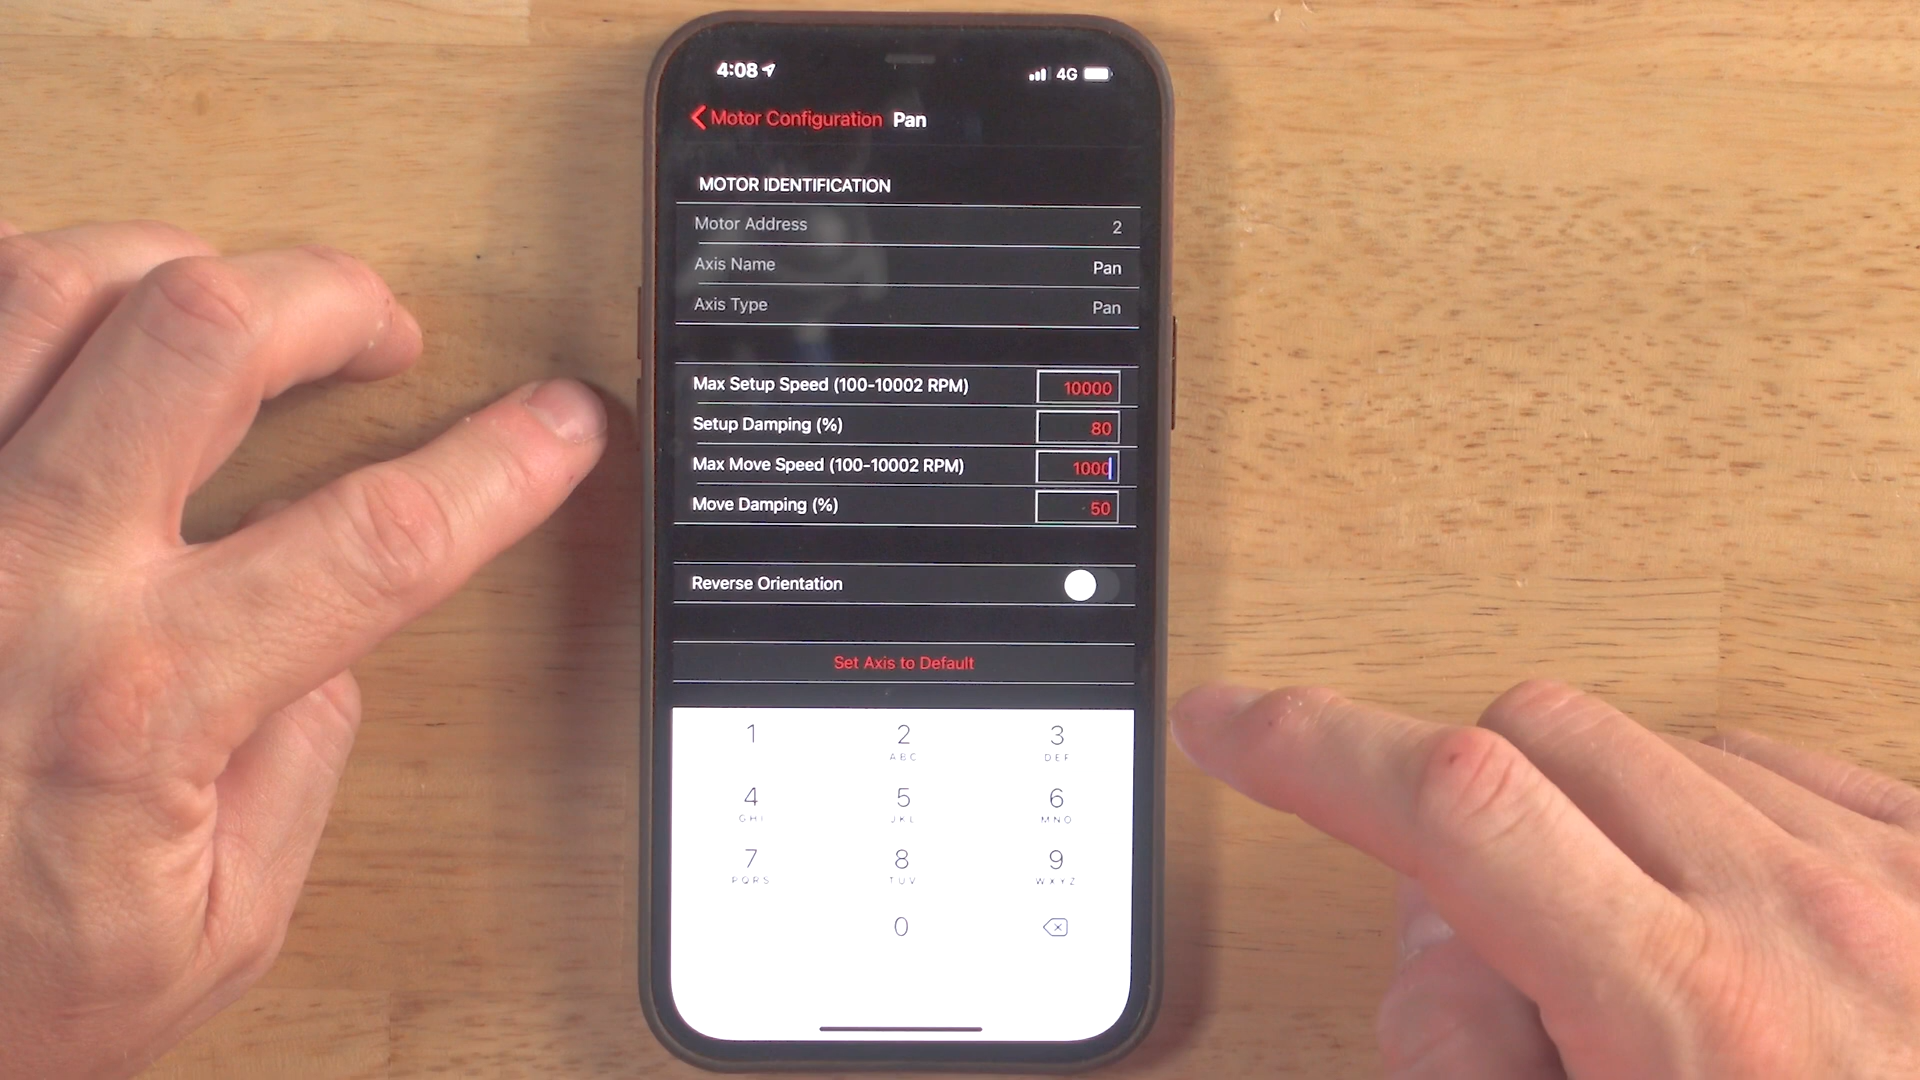 4:08 4G
Motor Configuration Pan
MOTOR IDENTIFICATION
Motor Address 2
Axis Name Pan
Axis Type Pan
Max Setup Speed (100-10002 RPM) 10000
Setup Damping (%) 80
Max Move Speed (100-10002 RPM) 1000
Move Damping (%) 50
Reverse Orientation
Set Axis to Default
1 2 3
ABC DEF
4 5 6
GHI JKL MNO
7 8 9
PQRS TUV WXYZ
0